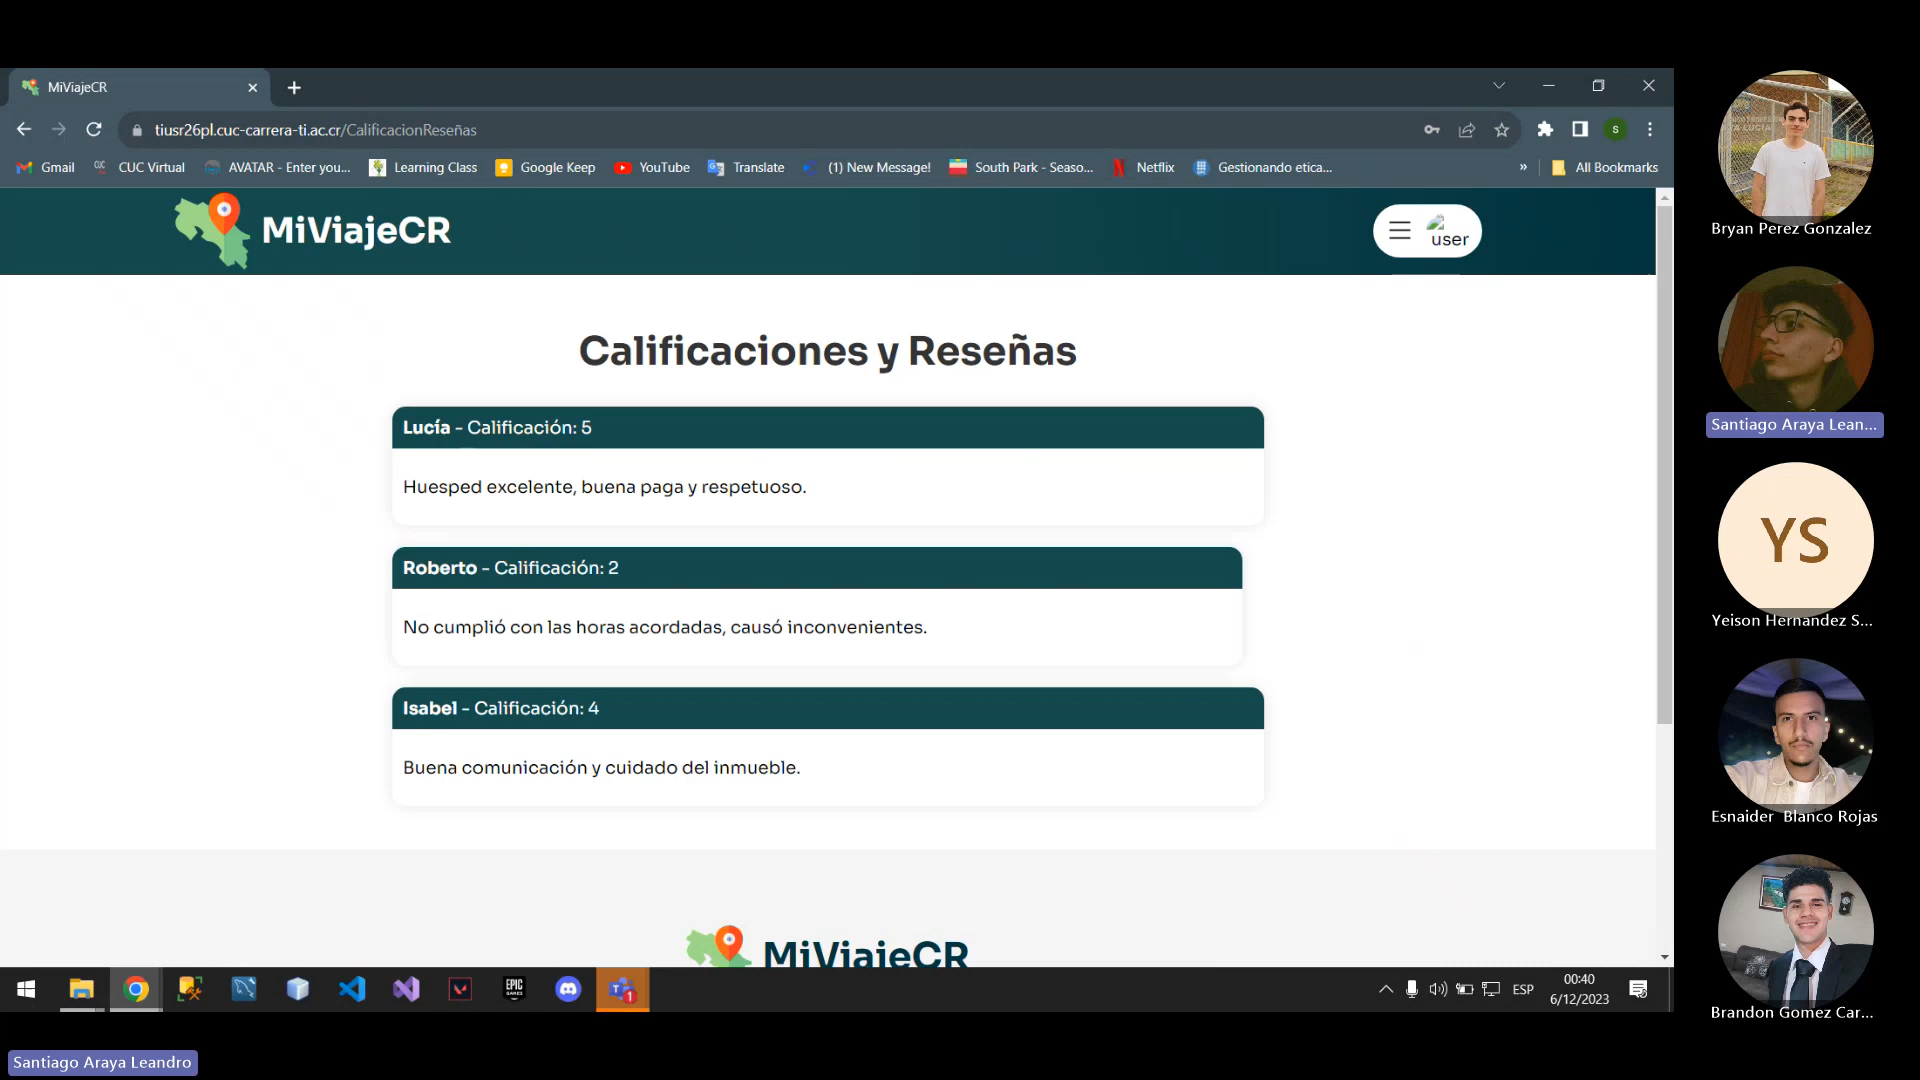 MiViajeCR
tiusr26pl.cuc-carrera-ti.ac.cr/CalificacionReseñas
S
Gmail
CUC Virtual
AVATAR - Enter you...
Learning Class
Google Keep
YouTube
Translate
(1) New Message!
South Park - Seaso...
Netflix
Gestionando etica...
»
All Bookmarks
MiViajeCR
user
Calificaciones y Reseñas
Lucía - Calificación: 5
Huesped excelente, buena paga y respetuoso.
Roberto - Calificación: 2
No cumplió con las horas acordadas, causó inconvenientes.
Isabel - Calificación: 4
Buena comunicación y cuidado del inmueble.
MiViajeCR
EPIC
GAMES
T
1
ESP
00:40
6/12/2023
Santiago Araya Leandro
Bryan Perez Gonzalez
Santiago Araya Lean...
YS
Yeison Hernandez S...
Esnaider Blanco Rojas
Brandon Gomez Car...